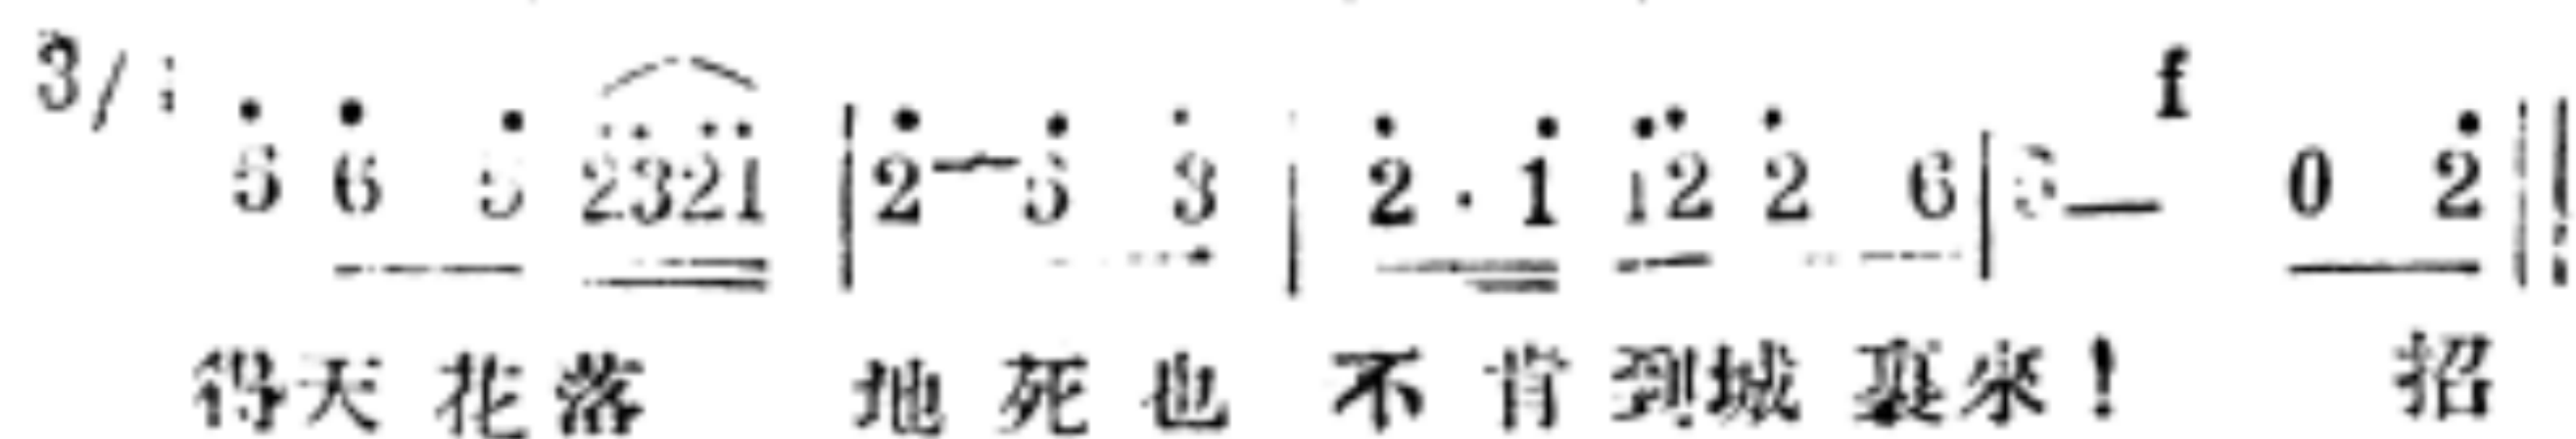 3/: f
5 6 5 2321 | 2 — 5 3 | 2 · 1 12 2 6 | 5 — 0 2 ‖
得天花落 地死也不肯到城裏來！ 招